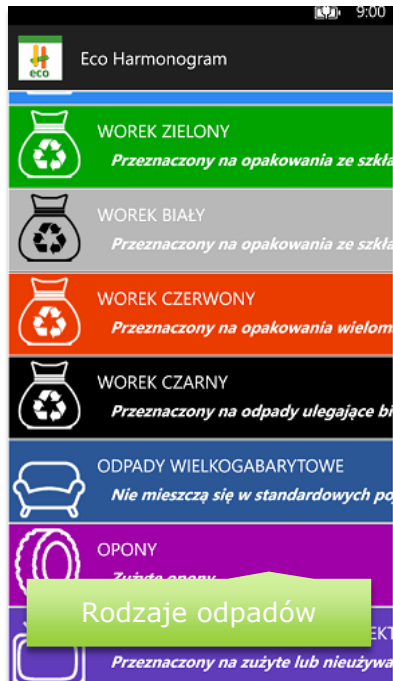 9:00
eco
Eco Harmonogram
WOREK ZIELONY
Przeznaczony na opakowania ze szkła
WOREK BIAŁY
Przeznaczony na opakowania ze szkła
WOREK CZERWONY
Przeznaczony na opakowania wielom
WOREK CZARNY
Przeznaczony na odpady ulegające bi
ODPADY WIELKOGABARYTOWE
Nie mieszczą się w standardowych po
OPONY
Zużyte opony
Rodzaje odpadów
EKT
Przeznaczony na zużyte lub nieużywa